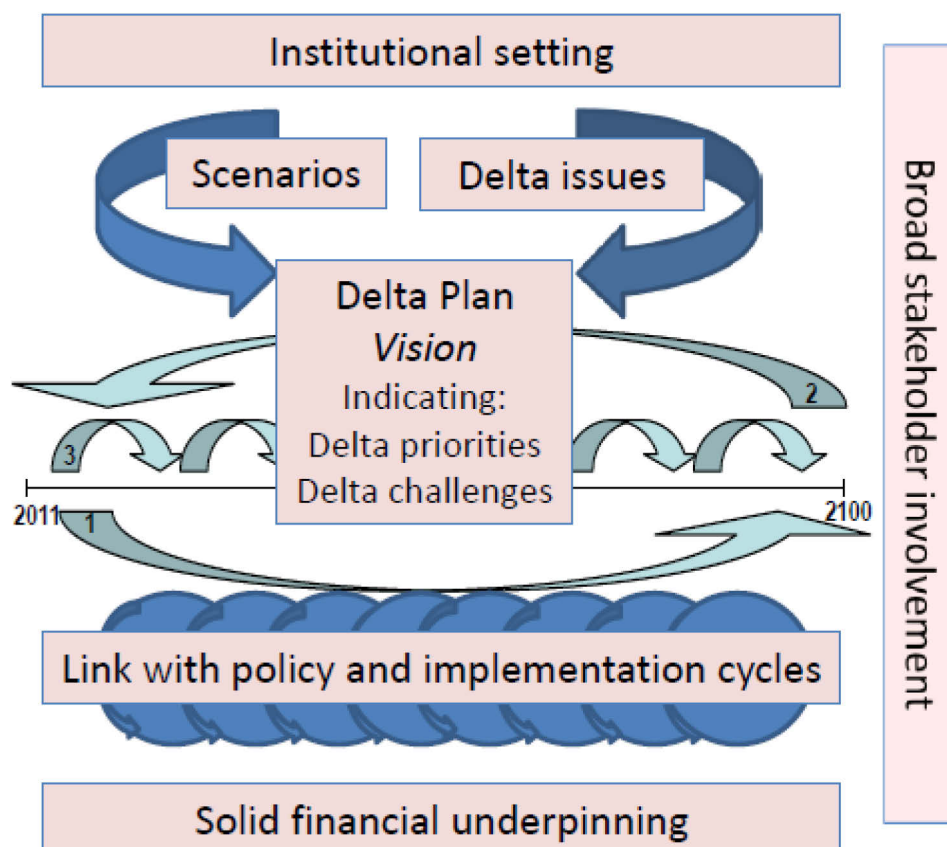 Institutional setting
Scenarios
Delta issues
Delta Plan
Vision
Indicating:
Delta priorities
Delta challenges
2
3
2011
1
2100
Link with policy and implementation cycles
Solid financial underpinning
Broad stakeholder involvement